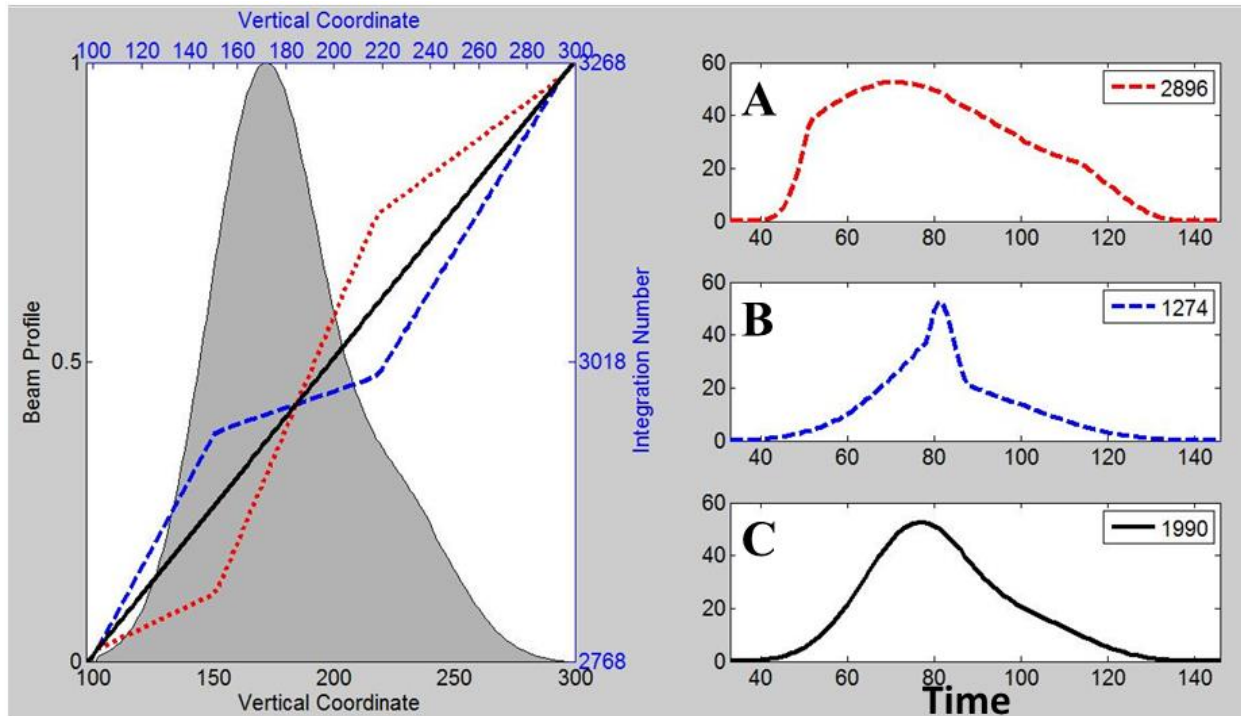 Vertical Coordinate
100 120 140 150 160 180 200 220 240 260 280 300
1
0.5
0
3268
3018
2768
Beam Profile
Integration Number
100 150 200 250 300
Vertical Coordinate
A
2896
60
40
20
0
40 60 80 100 120 140
B
1274
60
40
20
0
40 60 80 100 120 140
C
1990
60
40
20
0
40 60 80 100 120 140
Time